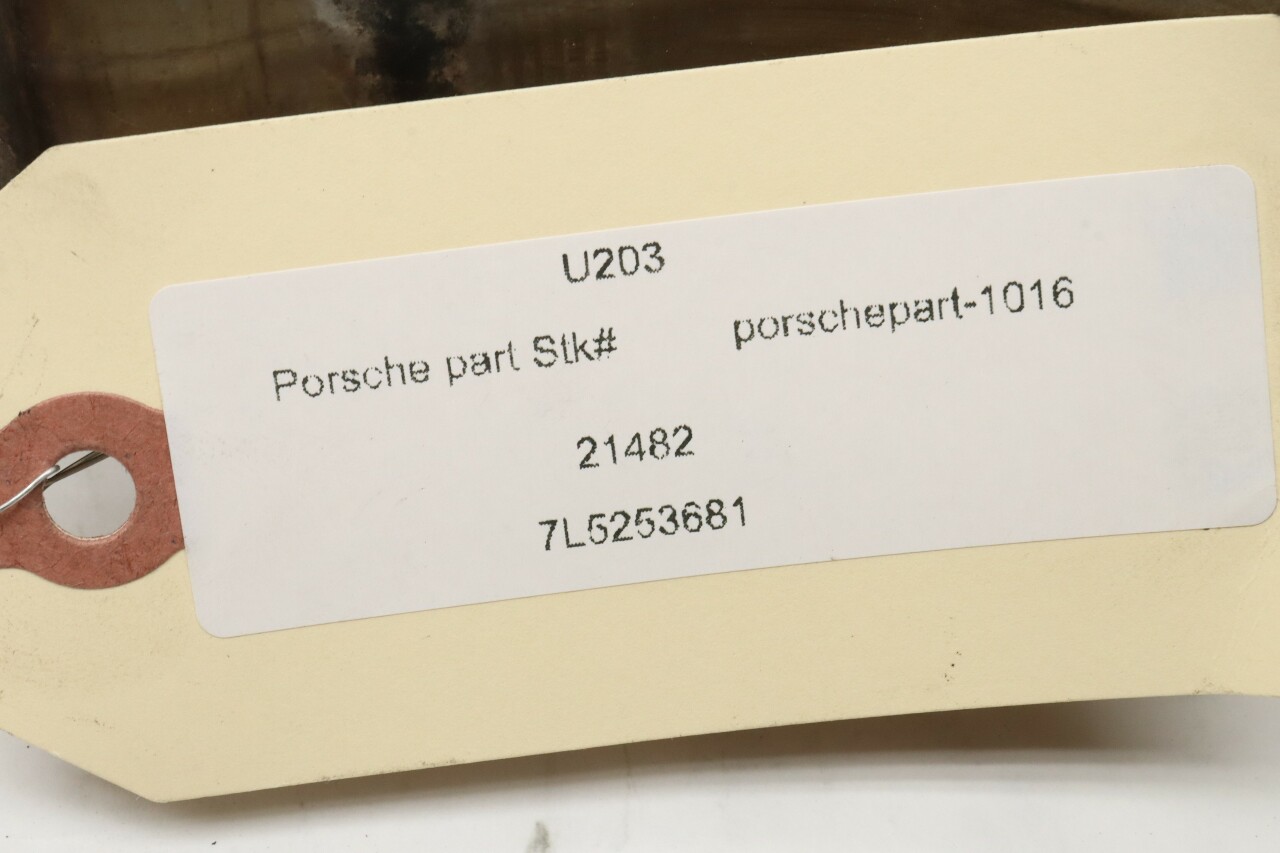 U203
Porsche part Stk# porschepart-1016
21482
7L5253681